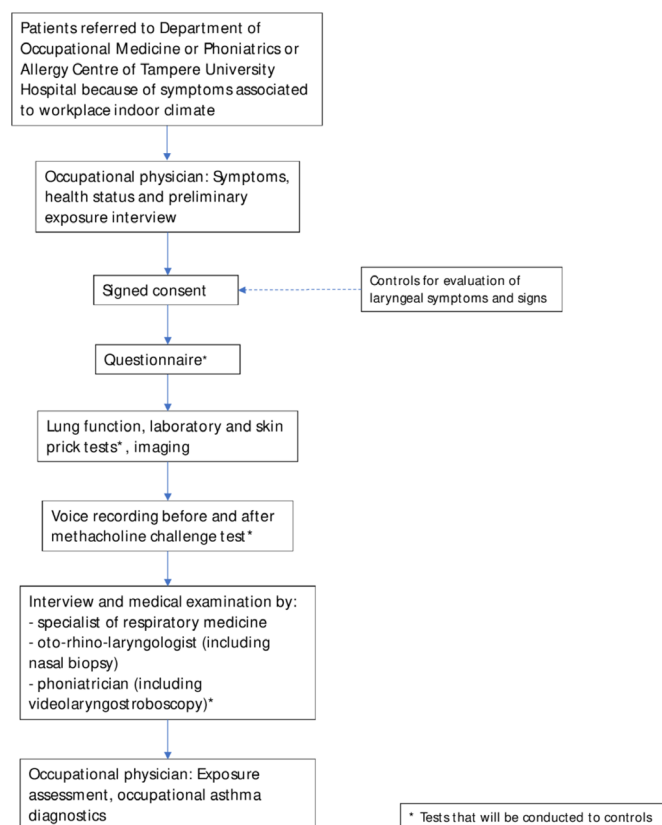 Patients referred to Department of
Occupational Medicine or Phoniatrics or
Allergy Centre of Tampere University
Hospital because of symptoms associated
to workplace indoor climate
Occupational physician: Symptoms,
health status and preliminary
exposure interview
Signed consent
Controls for evaluation of
laryngeal symptoms and signs
Questionnaire*
Lung function, laboratory and skin
prick tests*, imaging
Voice recording before and after
methacholine challenge test*
Interview and medical examination by:
- specialist of respiratory medicine
- oto-rhino-laryngologist (including
nasal biopsy)
- phoniatrician (including
videolaryngostroboscopy)*
Occupational physician: Exposure
assessment, occupational asthma
diagnostics
* Tests that will be conducted to controls